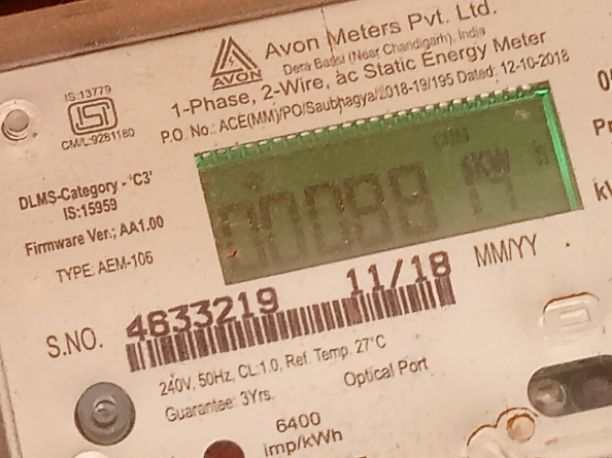 Avon Meters Pvt. Ltd.
AVON
Dera Bassi (Near Chandigarh), India
1-Phase, 2-Wire, ac Static Energy Meter
P.O. No.: ACE(MM)/PO/Saubhagya/2018-19/195 Dated: 12-10-2018
IS-13779
ISI
CM/L:9281180
DLMS-Category - 'C3'
IS:15959
Firmware Ver.; AA1.00
TYPE: AEM-106
S.NO. 4633219 11/18 MM/YY
240V, 50Hz, CL:1.0, Ref. Temp. 27°C
Guarantee: 3Yrs.
Optical Port
6400
imp/kWh